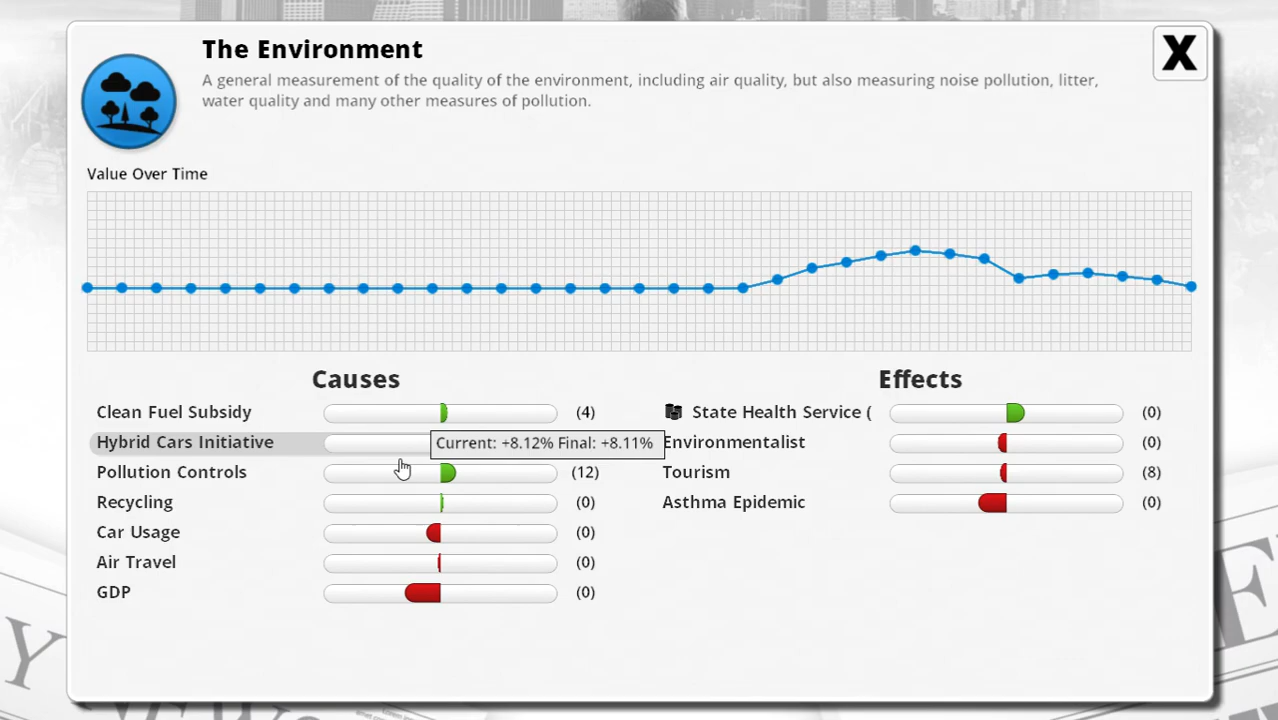 The Environment
X
A general measurement of the quality of the environment, including air quality, but also measuring noise pollution, litter,
water quality and many other measures of pollution.
Value Over Time
Causes
Effects
Clean Fuel Subsidy (4)
State Health Service ( (0)
Hybrid Cars Initiative
Current: +8.12% Final: +8.11%
Environmentalist (0)
Pollution Controls (12)
Tourism (8)
Recycling (0)
Asthma Epidemic (0)
Car Usage (0)
Air Travel (0)
GDP (0)